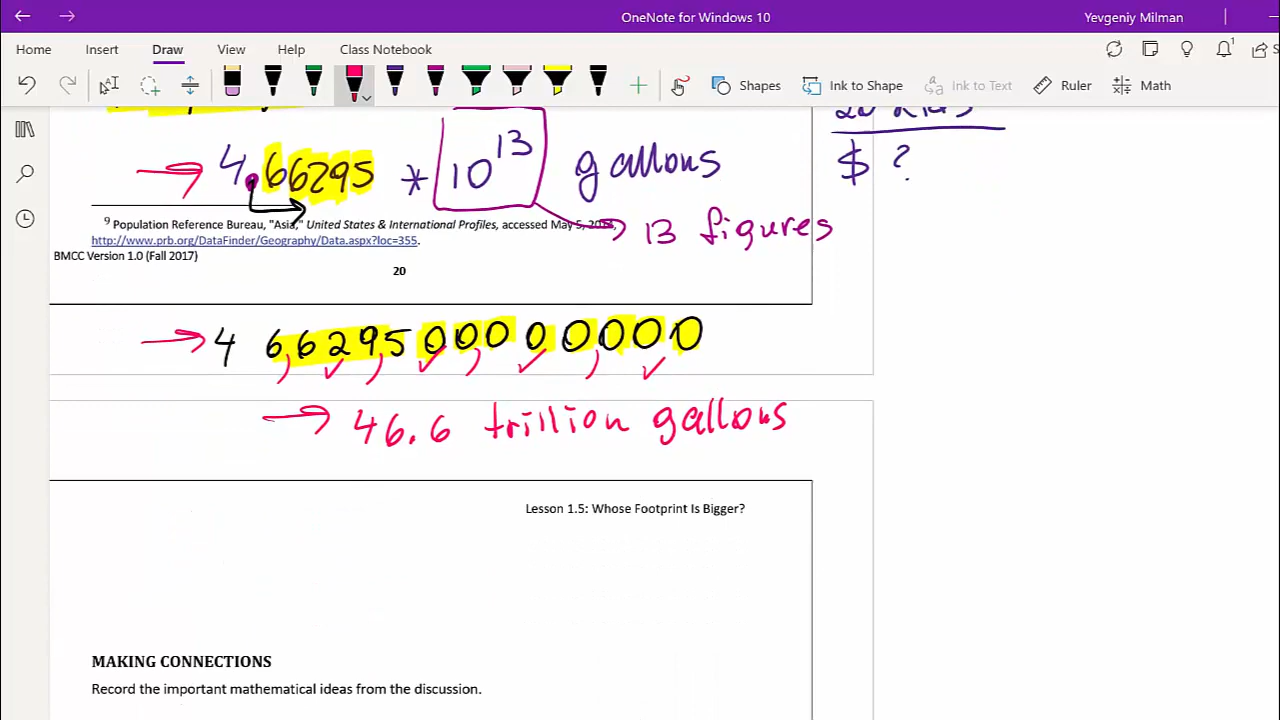 OneNote for Windows 10
Yevgeniy Milman
Home Insert Draw View Help Class Notebook
Shapes Ink to Shape Ink to Text Ruler Math
4.66295 * 10^13 gallons
$ ?
9 Population Reference Bureau, "Asia," United States & International Profiles, accessed May 5,
http://www.prb.org/DataFinder/Geography/Data.aspx?loc=355.
13 figures
BMCC Version 1.0 (Fall 2017)
20
4 6,6 2 9,5 0 0,0 0 0,0 0 0
46.6 trillion gallons
Lesson 1.5: Whose Footprint Is Bigger?
MAKING CONNECTIONS
Record the important mathematical ideas from the discussion.